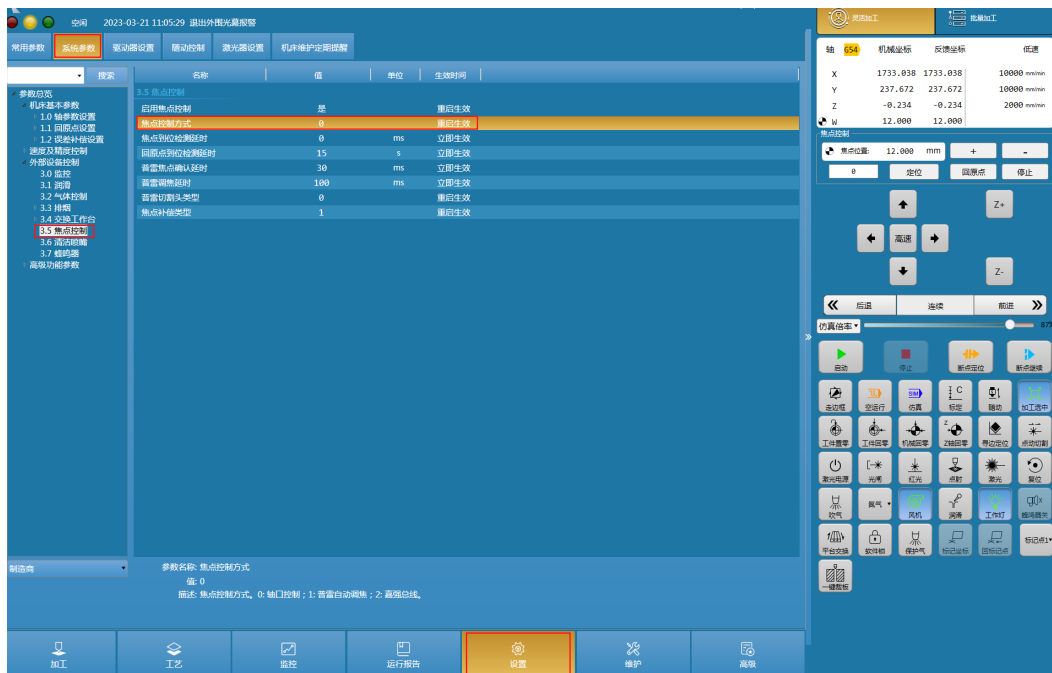 空闲 2023-03-21 11:05:29 退出外围光幕报警
灵活加工 批量加工
常用参数 系统参数 驱动器设置 随动控制 激光器设置 机床维护定期提醒
搜索
参数总览
机床基本参数
1.0 轴参数设置
1.1 回原点设置
1.2 误差补偿设置
速度及精度控制
外部设备控制
3.0 监控
3.1 润滑
3.2 气体控制
3.3 排烟
3.4 交换工作台
3.5 焦点控制
3.6 清洁喷嘴
3.7 蜂鸣器
高级功能参数
名称 值 单位 生效时间
3.5 焦点控制
启用焦点控制 是 重启生效
焦点控制方式 0 重启生效
焦点到位检测延时 0 ms 立即生效
回原点到位检测延时 15 s 立即生效
普雷焦点确认延时 30 ms 立即生效
普雷调焦延时 100 ms 立即生效
普雷切割头类型 0 重启生效
焦点补偿类型 1 重启生效
制造商
参数名称: 焦点控制方式
值: 0
描述: 焦点控制方式。0: 轴口控制；1: 普雷自动调焦；2: 嘉强总线。
加工 工艺 监控 运行报告 设置 维护 高级
轴 G54 机械坐标 反馈坐标 低速
X 1733.038 1733.038 10000 mm/min
Y 237.672 237.672 10000 mm/min
Z -0.234 -0.234 2000 mm/min
W 12.000 12.000
焦点控制
焦点位置: 12.000 mm + -
0 定位 回原点 停止
Z+
高速
Z-
后退 连续 前进
仿真倍率
启动 停止 断点定位 断点继续
走边框 空运行 仿真 标定 随动 加工选中
工件置零 工件回零 机械回零 Z轴回零 寻边定位 点动切割
激光电源 光闸 红光 点射 激光 复位
吹气 氮气 风机 润滑 工作灯 蜂鸣器关
平台交换 软件锁 保护气 标记坐标 回标记点 标记点1
一键裁板